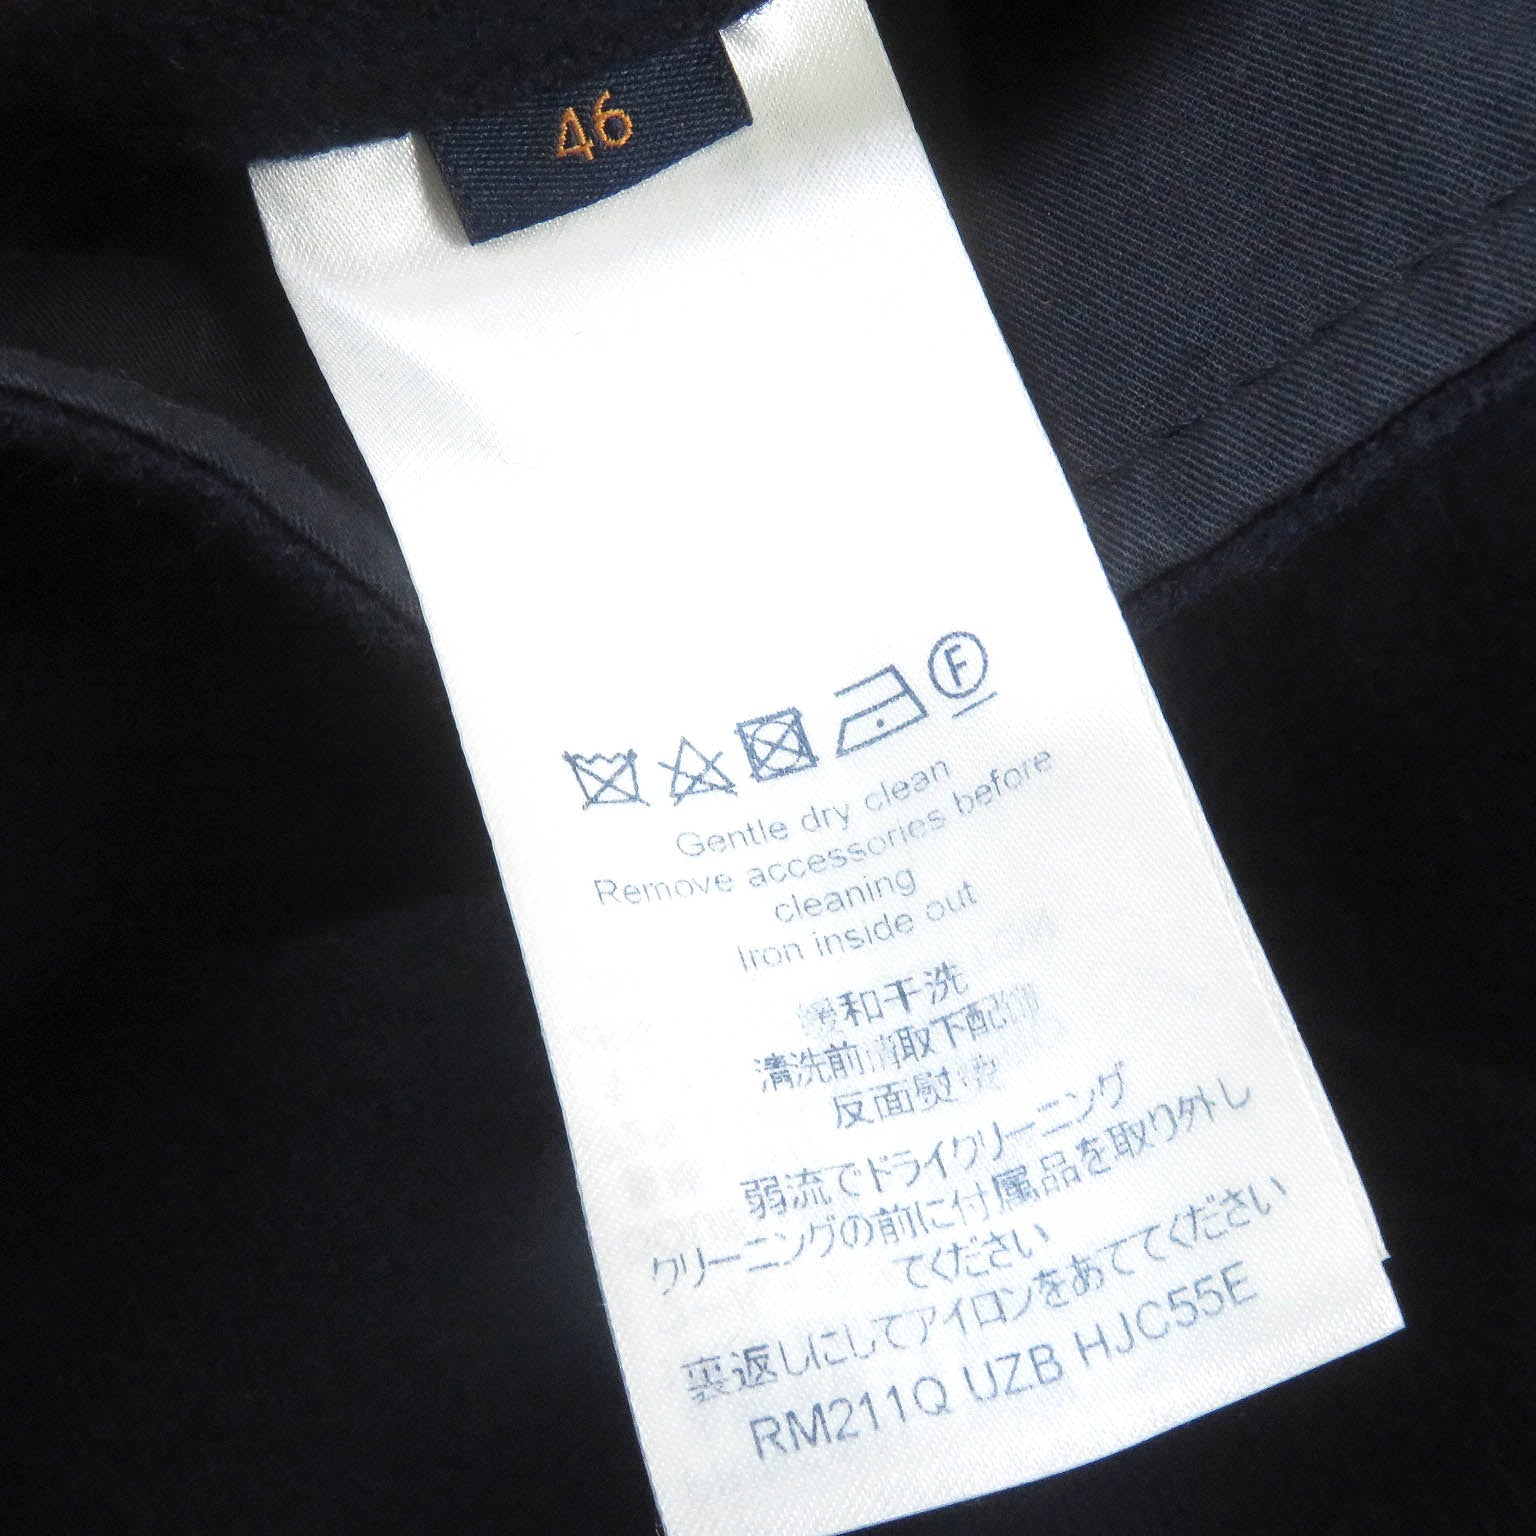 46
F
Gentle dry clean
Remove accessories before
cleaning
Iron inside out
緩和干洗
清洗前请取下配饰
反面熨烫
弱流でドライクリーニング
クリーニングの前に付属品を取り外し
てください
裏返しにしてアイロンをあててください
RM211Q UZB HJC55E